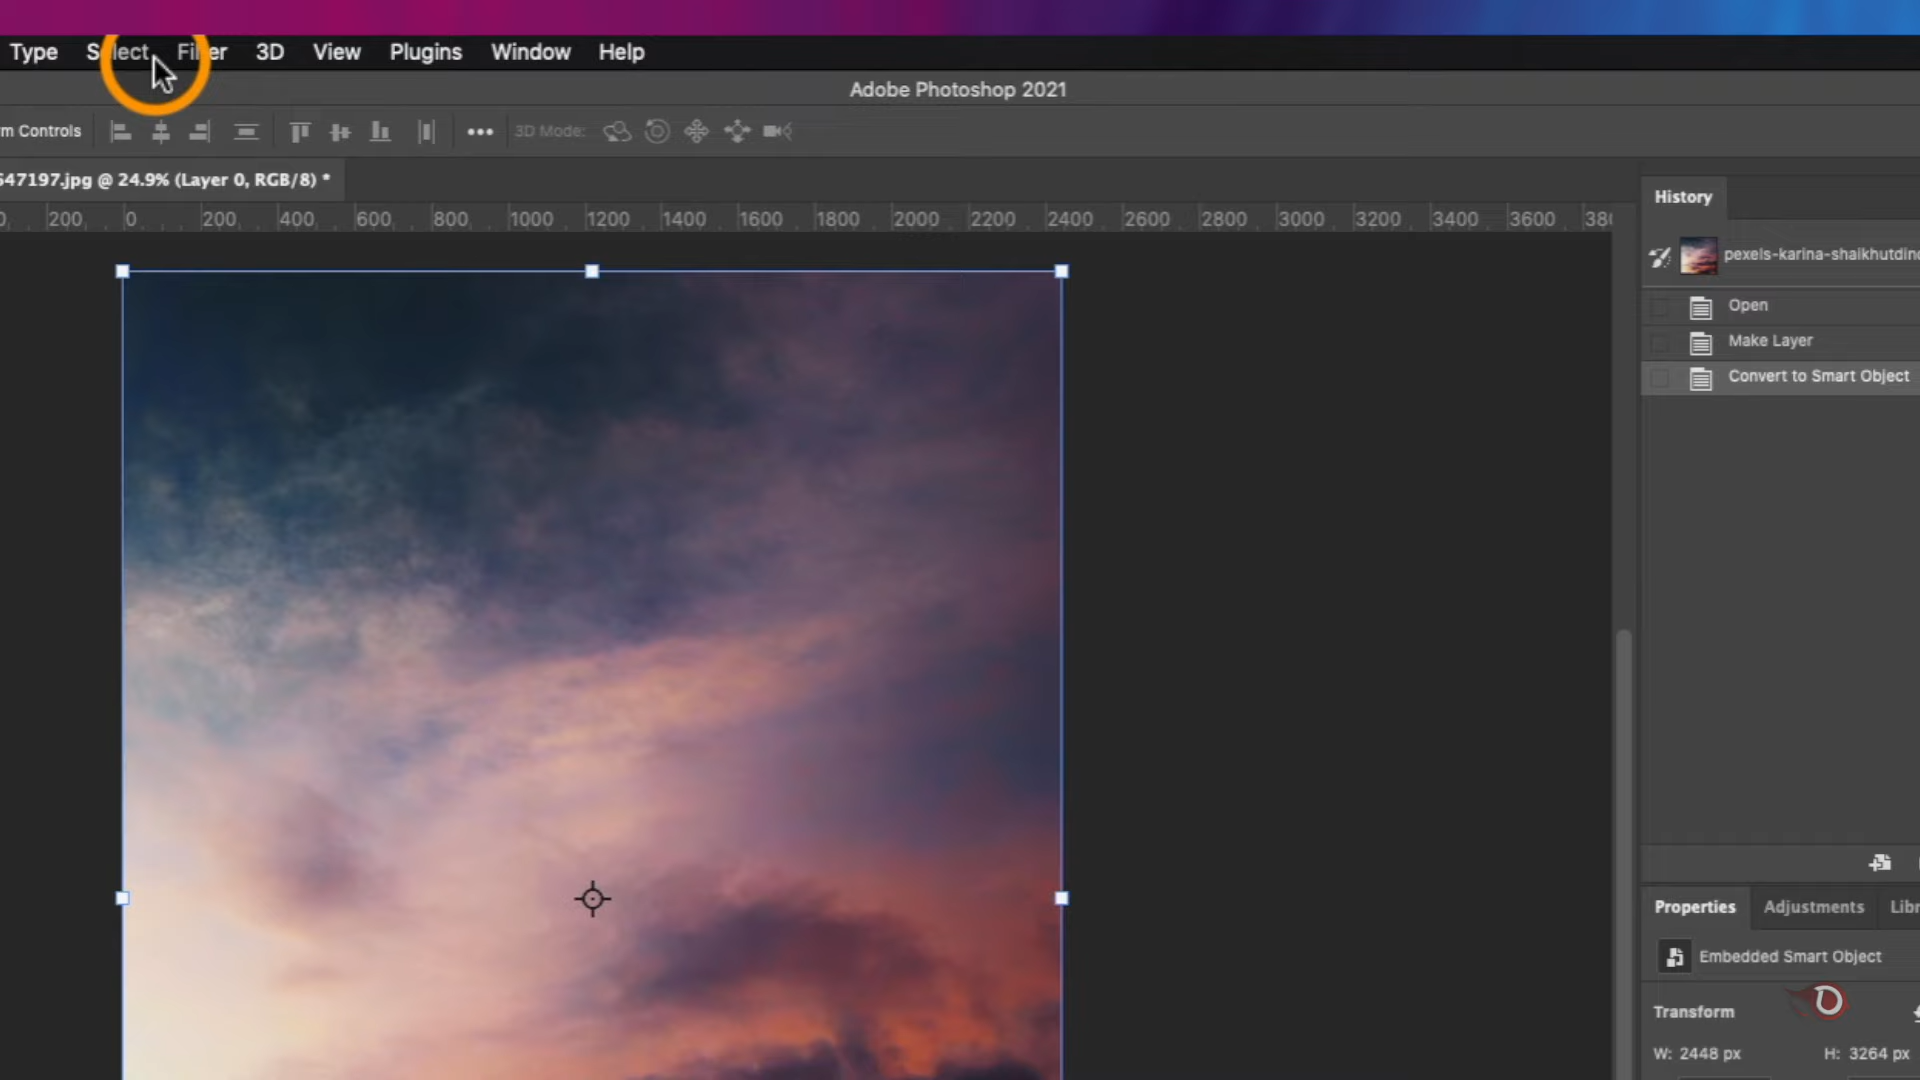 Type Select Filter 3D View Plugins Window Help
Adobe Photoshop 2021
m Controls
3D Mode:
547197.jpg @ 24.9% (Layer 0, RGB/8) *
200 0 200 400 600 800 1000 1200 1400 1600 1800 2000 2200 2400 2600 2800 3000 3200 3400 3600
History
pexels-karina-shaikhutdino
Open
Make Layer
Convert to Smart Object
Properties Adjustments Libr
Embedded Smart Object
Transform
W: 2448 px H: 3264 px